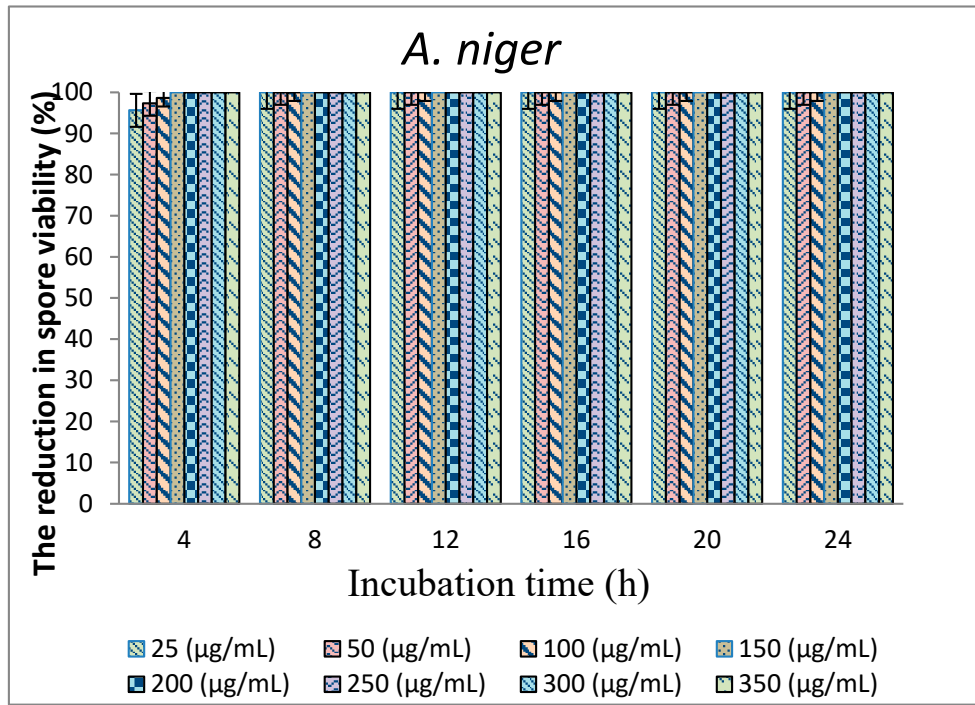 A. niger
The reduction in spore viability (%)
100
90
80
70
60
50
40
30
20
10
0
4 8 12 16 20 24
Incubation time (h)
25 (µg/mL) 50 (µg/mL) 100 (µg/mL) 150 (µg/mL)
200 (µg/mL) 250 (µg/mL) 300 (µg/mL) 350 (µg/mL)